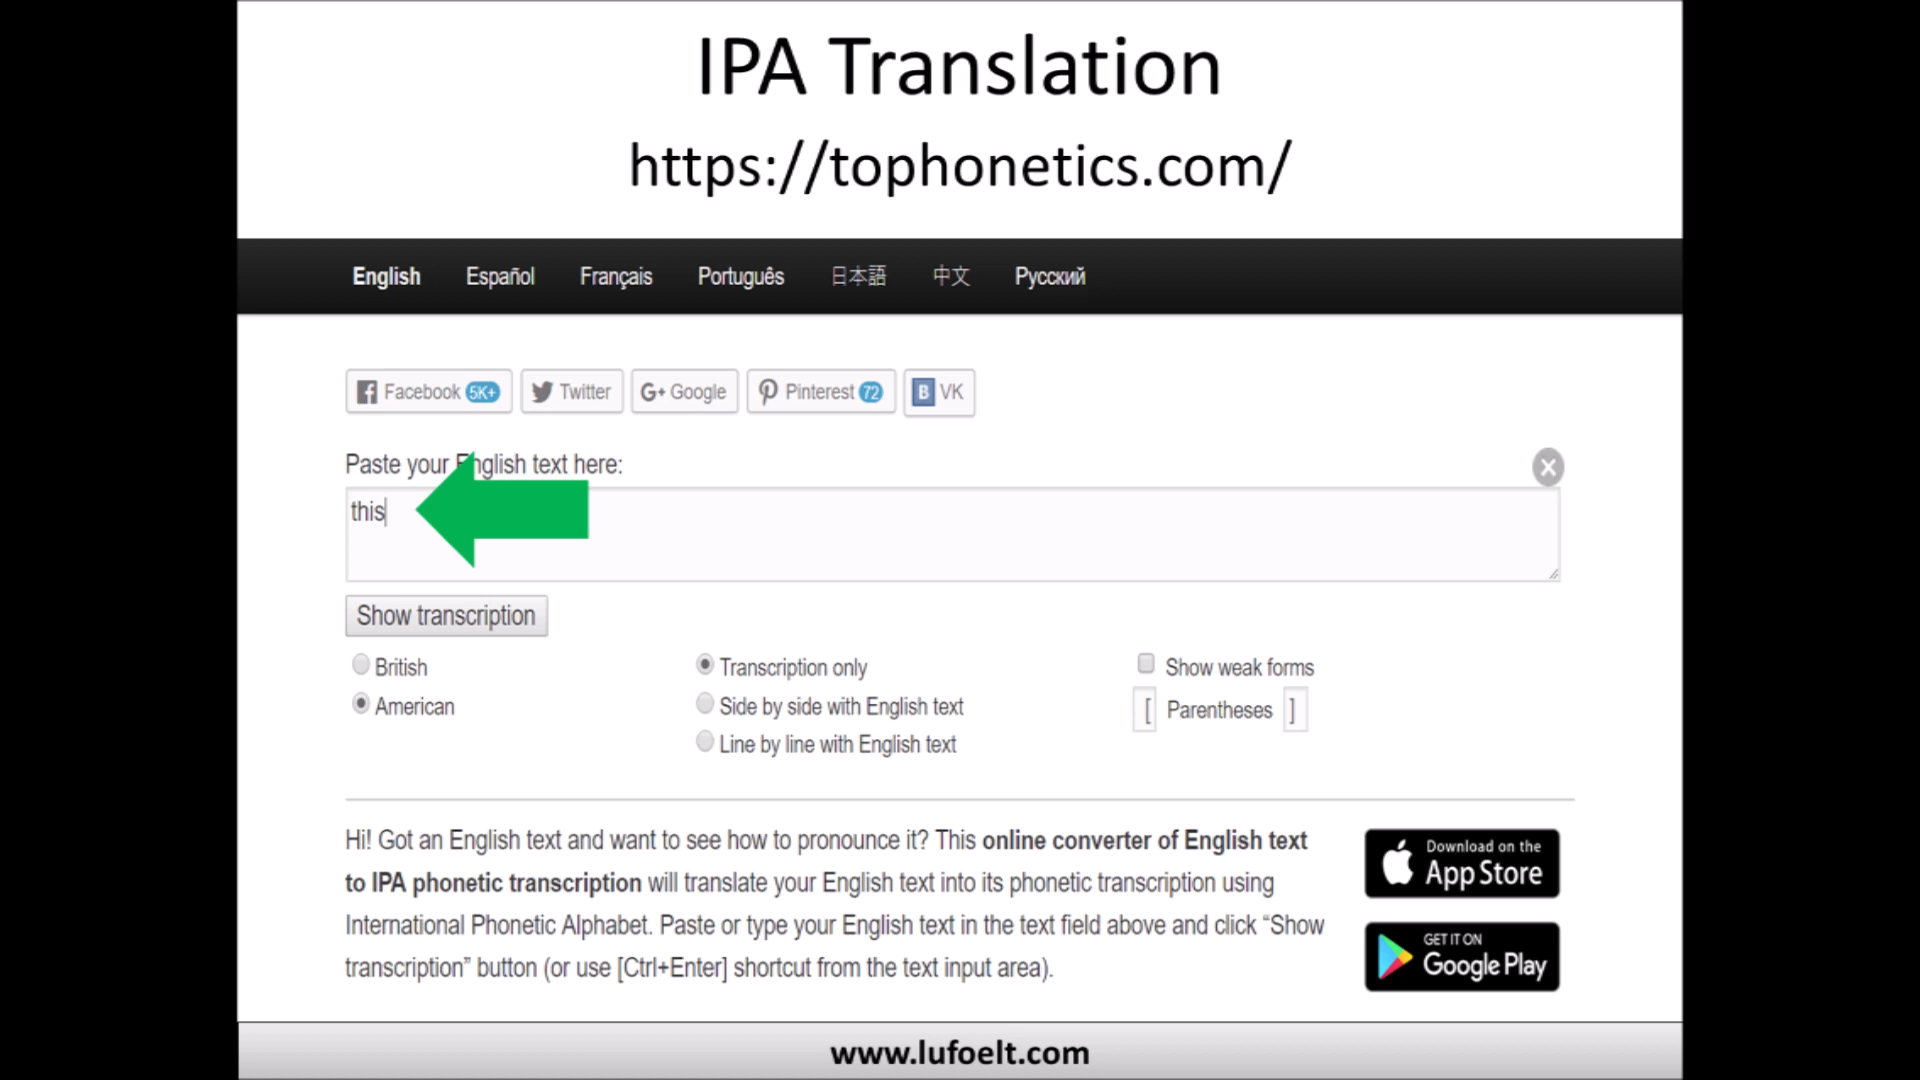 IPA Translation
https://tophonetics.com/
English Español Français Português 日本語 中文 Русский
Facebook 5K+ Twitter G+ Google Pinterest 72 B VK
Paste your English text here:
this
Show transcription
British Transcription only Show weak forms
American Side by side with English text [ Parentheses ]
Line by line with English text
Hi! Got an English text and want to see how to pronounce it? This online converter of English text
to IPA phonetic transcription will translate your English text into its phonetic transcription using
International Phonetic Alphabet. Paste or type your English text in the text field above and click “Show
transcription” button (or use [Ctrl+Enter] shortcut from the text input area).
Download on the
App Store
GET IT ON
Google Play
www.lufoelt.com